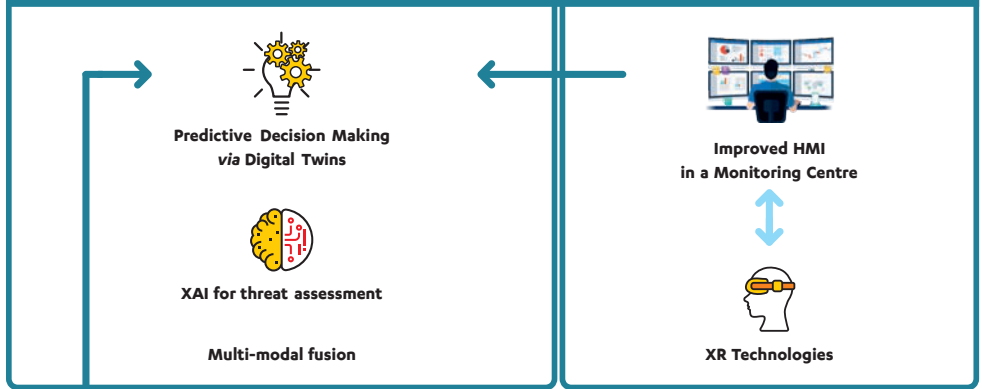 Predictive Decision Making
via Digital Twins
XAI for threat assessment
Multi-modal fusion
Improved HMI
in a Monitoring Centre
XR Technologies